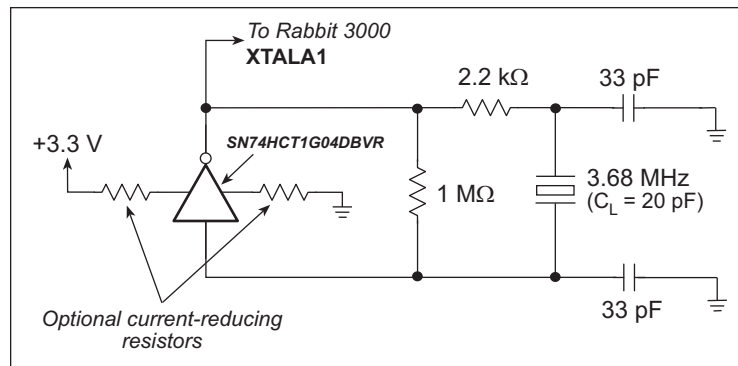 To Rabbit 3000
XTALA1
2.2 kΩ
33 pF
SN74HCT1G04DBVR
+3.3 V
1 MΩ
3.68 MHz
(C_L = 20 pF)
33 pF
Optional current-reducing
resistors